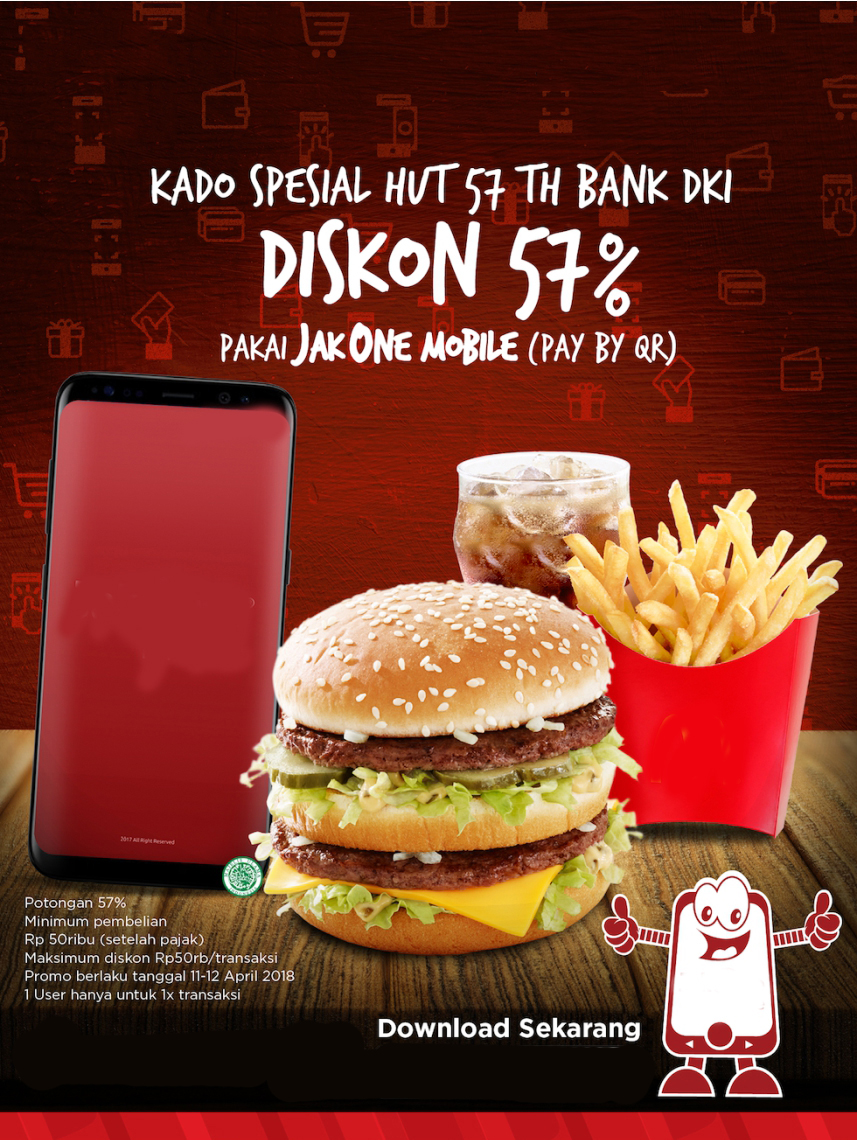 KADO SPESIAL HUT 57 TH BANK DKI
DISKON 57%
PAKAI JAKONE MOBILE (PAY BY QR)
2017 All Right Reserved
Potongan 57%
Minimum pembelian
Rp 50ribu (setelah pajak)
Maksimum diskon Rp50rb/transaksi
Promo berlaku tanggal 11-12 April 2018
1 User hanya untuk 1x transaksi
Download Sekarang